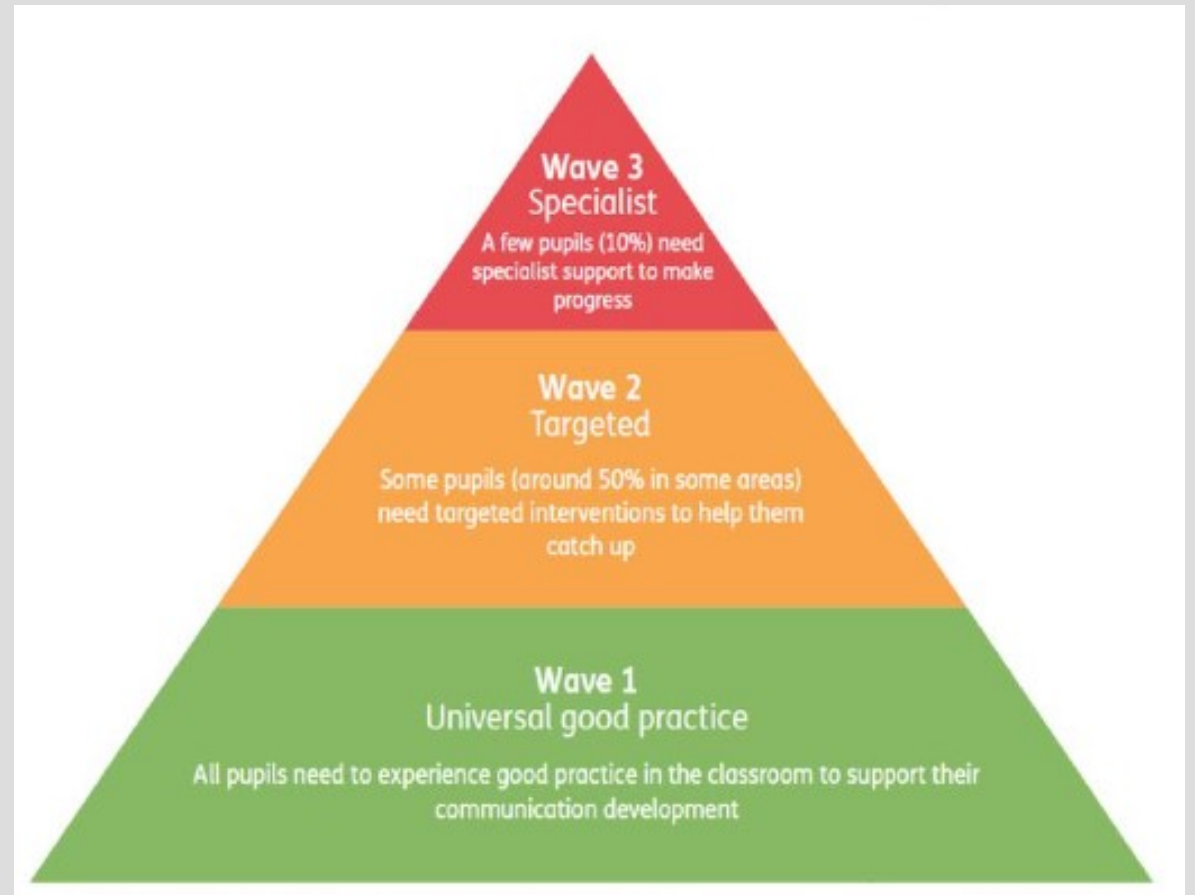 Wave 3
Specialist
A few pupils (10%) need
specialist support to make
progress
Wave 2
Targeted
Some pupils (around 50% in some areas)
need targeted interventions to help them
catch up
Wave 1
Universal good practice
All pupils need to experience good practice in the classroom to support their
communication development